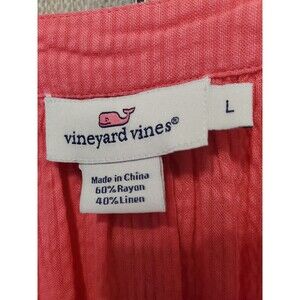 vineyard vines®
L
Made in China
60% Rayon
40% Linen